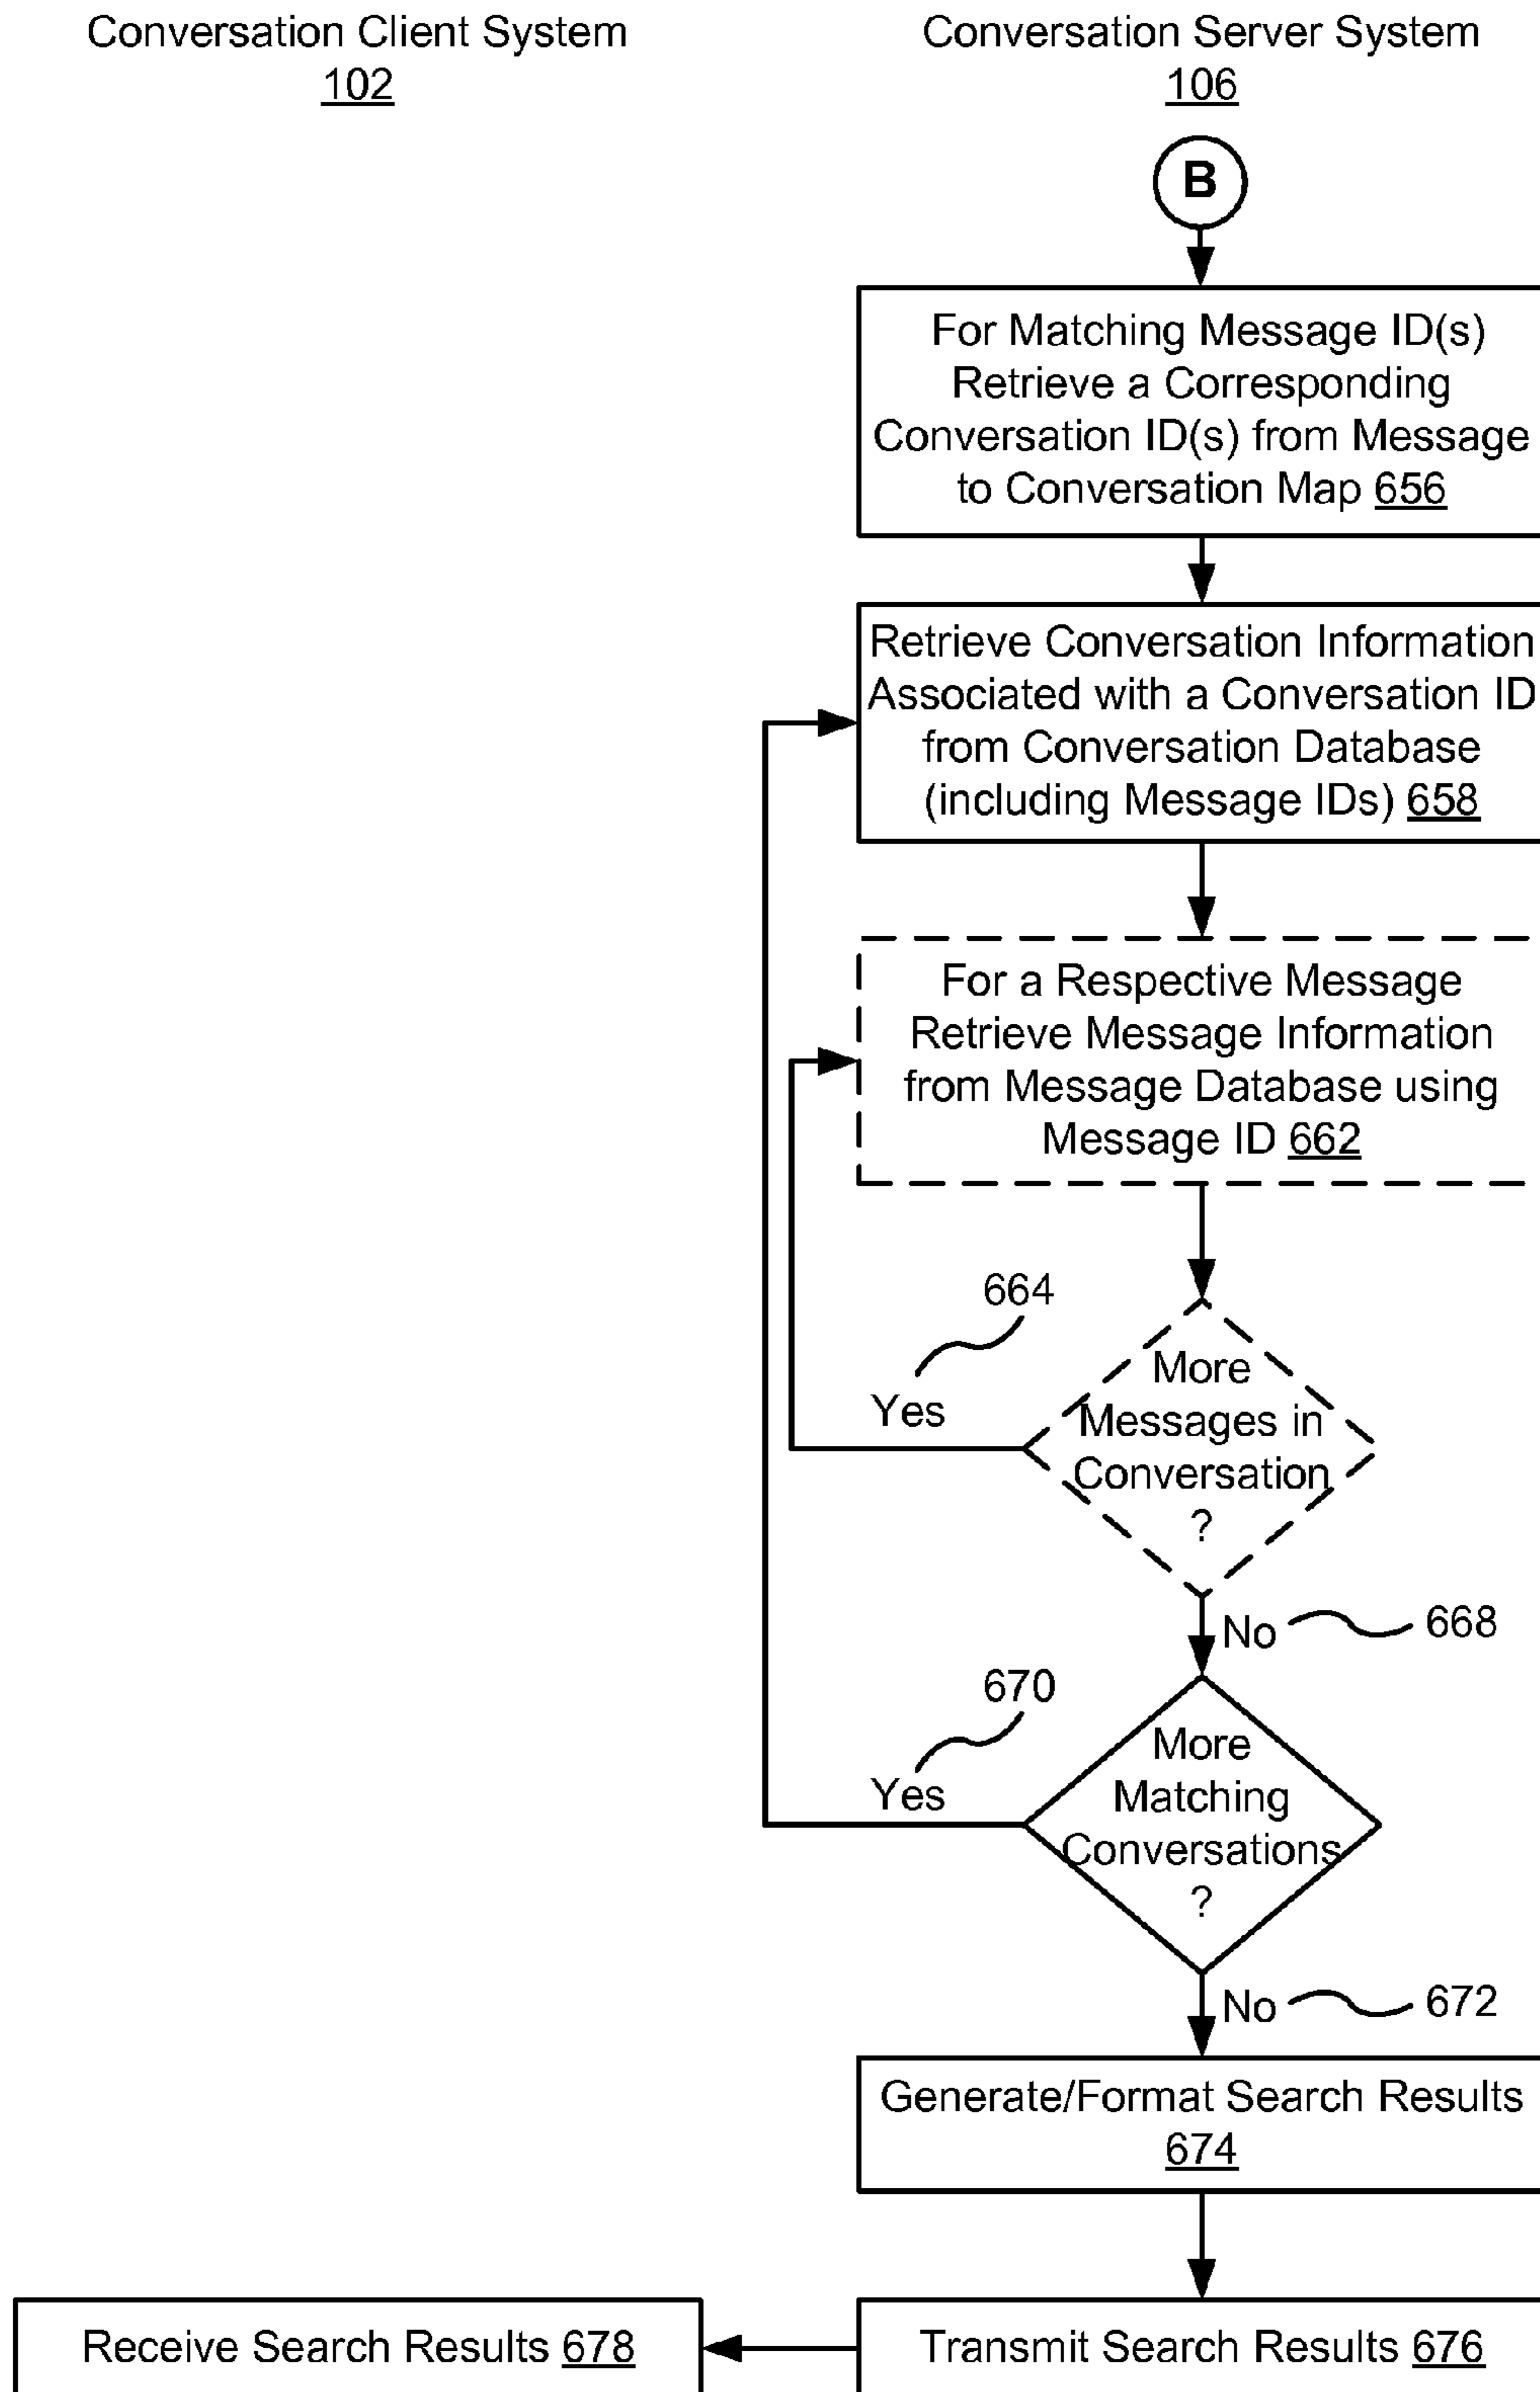 Conversation Client System
102
Conversation Server System
106
B
For Matching Message ID(s)
Retrieve a Corresponding
Conversation ID(s) from Message
to Conversation Map 656
Retrieve Conversation Information
Associated with a Conversation ID
from Conversation Database
(including Message IDs) 658
For a Respective Message
Retrieve Message Information
from Message Database using
Message ID 662
664
Yes
More
Messages in
Conversation
?
No
668
670
Yes
More
Matching
Conversations
?
No
672
Generate/Format Search Results
674
Receive Search Results 678
Transmit Search Results 676